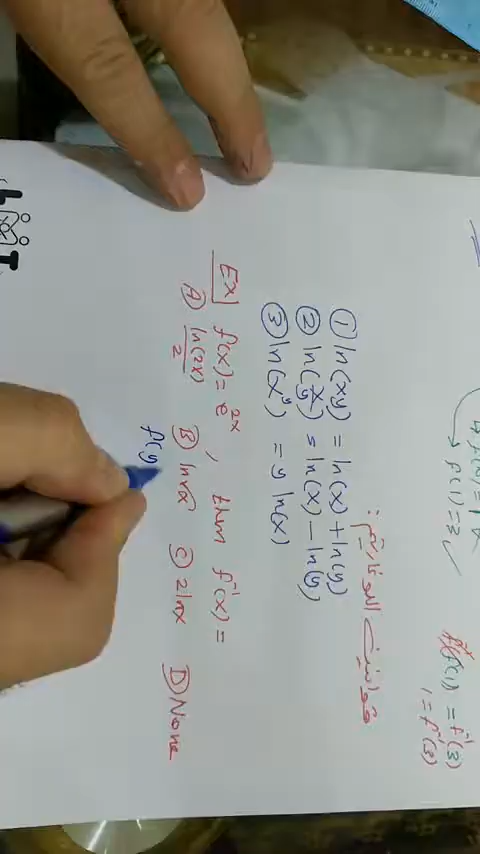 f(1) = 3 ✓
f(1) = f⁻¹(3)
1 = f⁻¹(3)
قوانين اللوغاريتم :
① ln(xy) = ln(x) + ln(y)
② ln(x/y) = ln(x) - ln(y)
③ ln(x^y) = y ln(x)
Ex] f(x) = e^2x , then f⁻¹(x) =
Ⓐ ln(2x)/2 Ⓑ ln√x Ⓒ 2lnx D) None
f(y